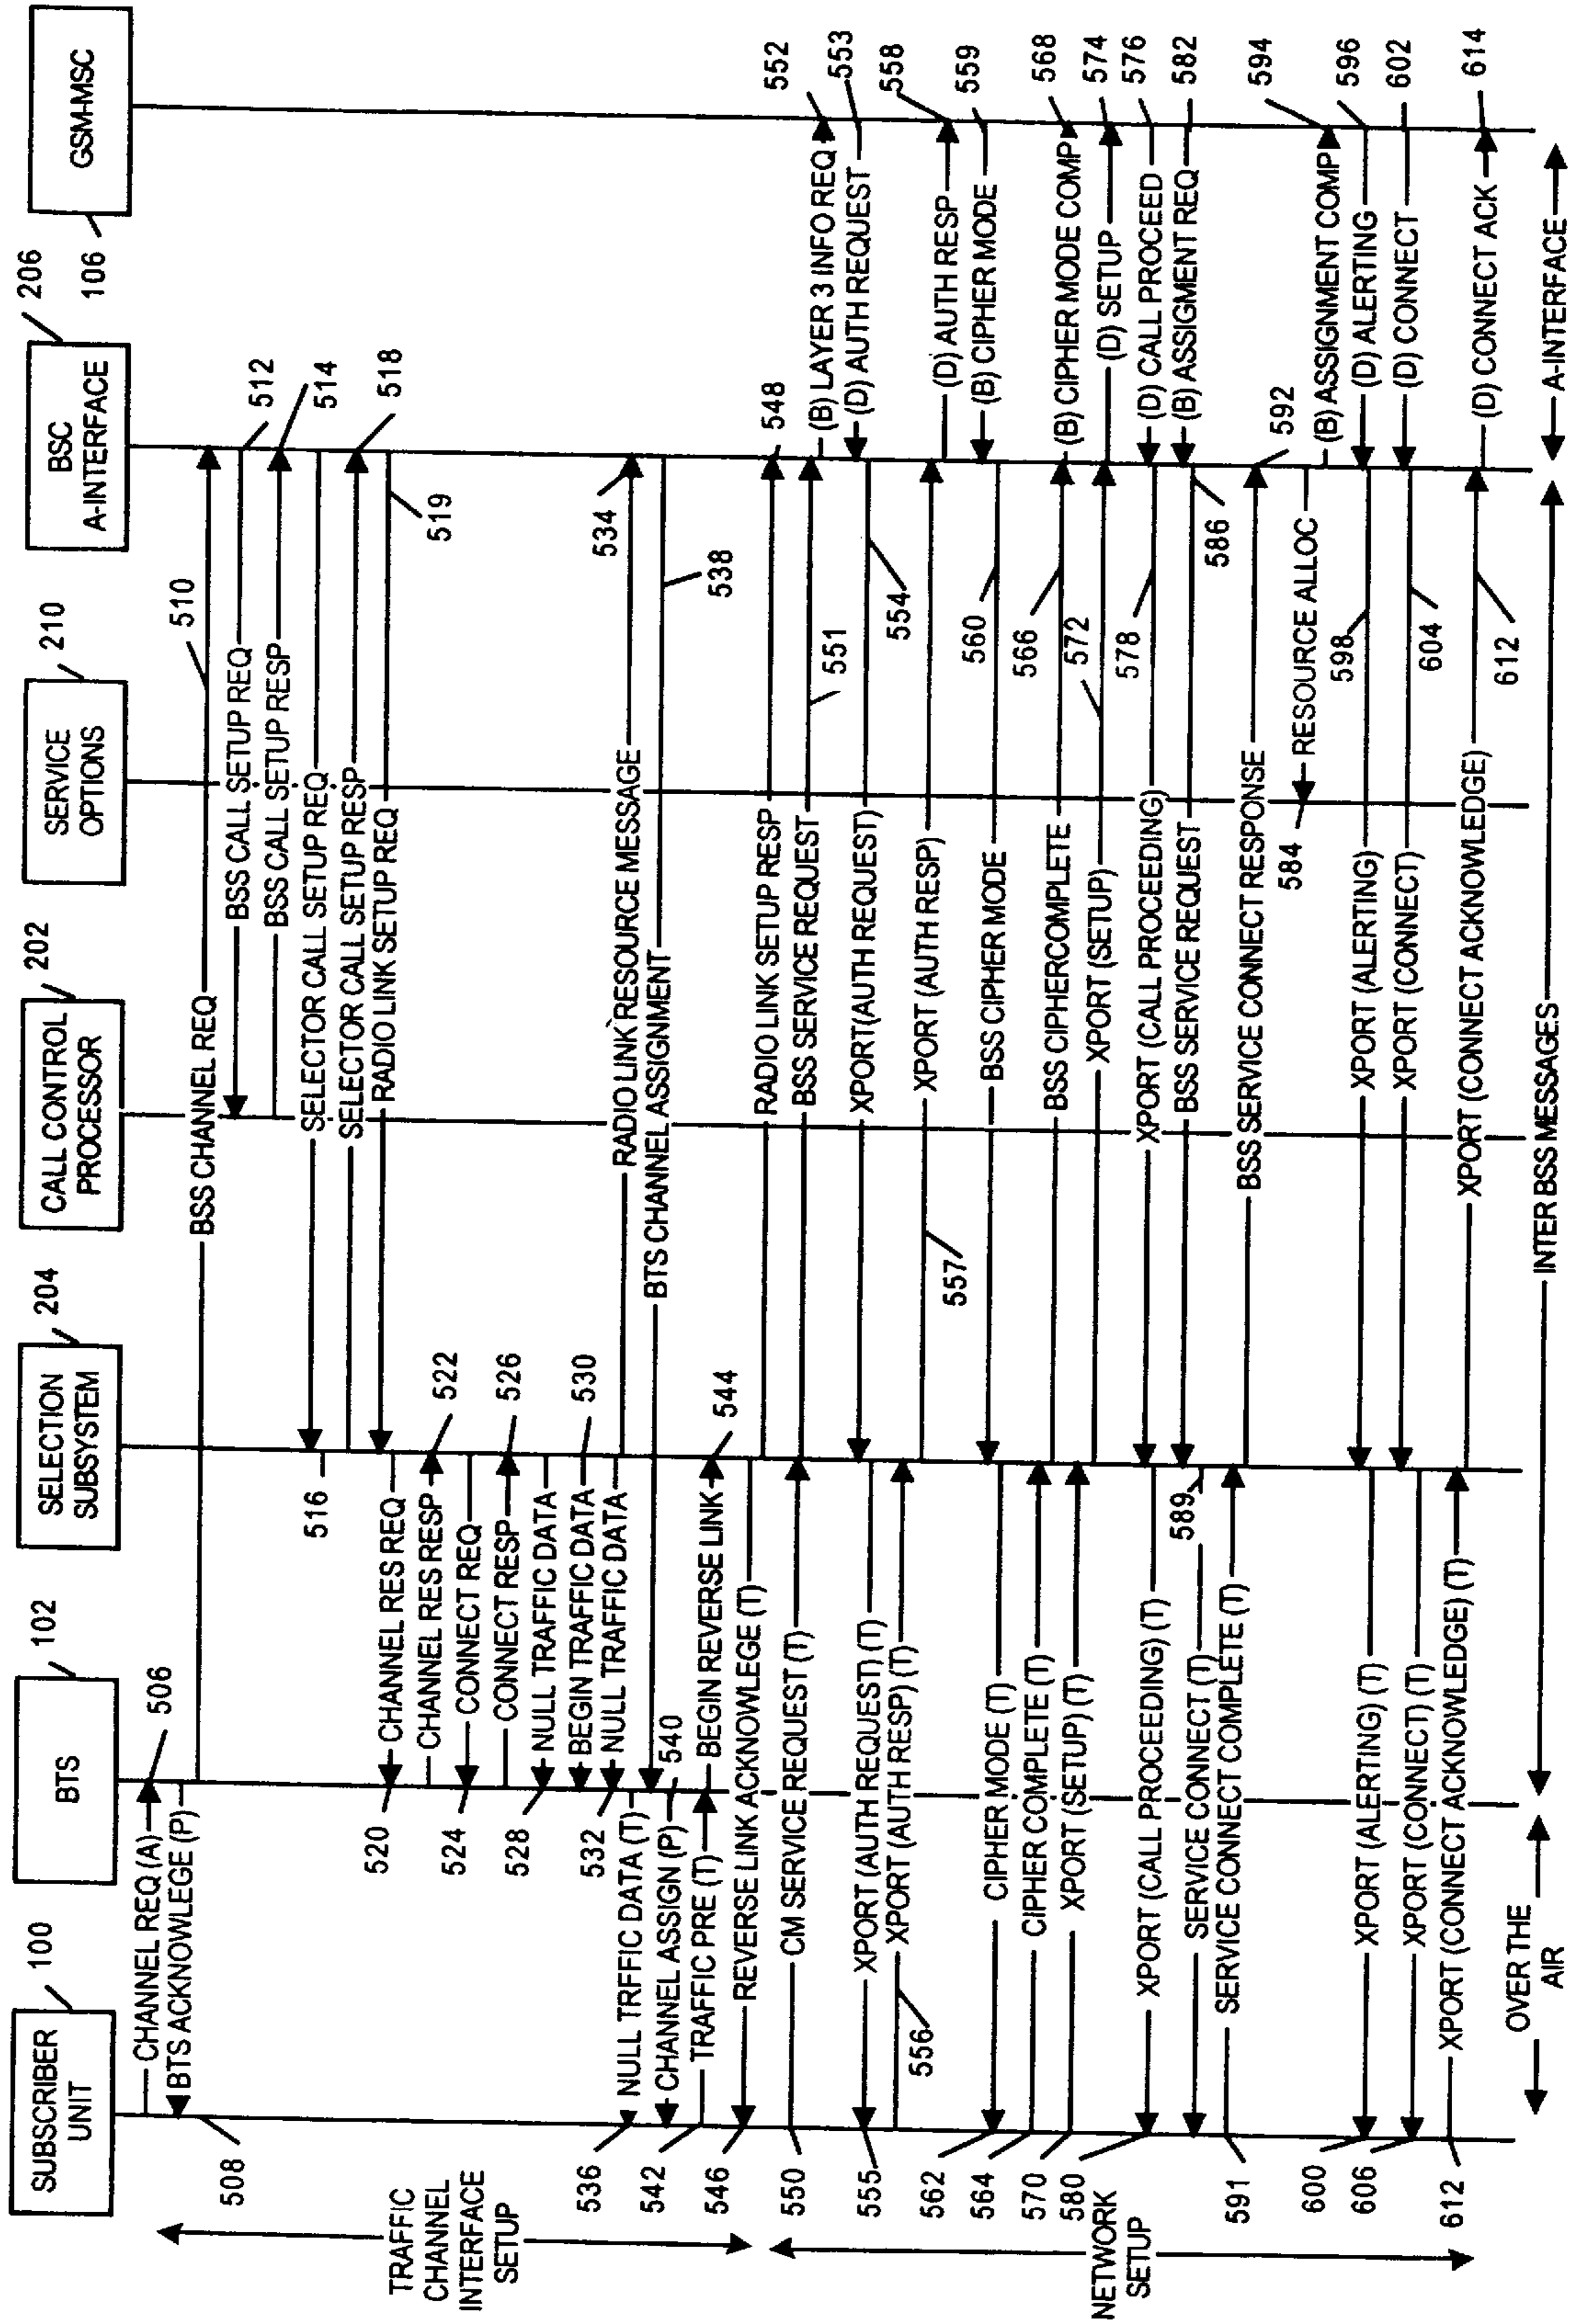 SUBSCRIBER
UNIT
100
BTS
102
SELECTION
SUBSYSTEM
204
CALL CONTROL
PROCESSOR
202
SERVICE
OPTIONS
210
BSC
A-INTERFACE
206
GSM-MSC
106
CHANNEL REQ (A)
506
BTS ACKNOWLEGE (P)
508
BSS CHANNEL REQ
510
BSS CALL SETUP REQ
512
BSS CALL SETUP RESP
514
SELECTOR CALL SETUP REQ
516
SELECTOR CALL SETUP RESP
518
RADIO LINK SETUP REQ
519
CHANNEL RES REQ
520
CHANNEL RES RESP
522
CONNECT REQ
524
CONNECT RESP
526
NULL TRAFFIC DATA
528
BEGIN TRAFFIC DATA
530
NULL TRAFFIC DATA
532
RADIO LINK RESOURCE MESSAGE
534
NULL TRFFIC DATA (T)
536
BTS CHANNEL ASSIGNMENT
538
CHANNEL ASSIGN (P)
540
TRAFFIC PRE (T)
542
BEGIN REVERSE LINK
544
REVERSE LINK ACKNOWLEGE (T)
546
TRAFFIC
CHANNEL
INTERFACE
SETUP
RADIO LINK SETUP RESP
548
CM SERVICE REQUEST (T)
550
BSS SERVICE REQUEST
551
(B) LAYER 3 INFO REQ
552
(D) AUTH REQUEST
553
XPORT(AUTH REQUEST)
554
XPORT (AUTH REQUEST) (T)
555
XPORT (AUTH RESP) (T)
556
XPORT (AUTH RESP)
557
(D) AUTH RESP
558
(B) CIPHER MODE
559
BSS CIPHER MODE
560
CIPHER MODE (T)
562
CIPHER COMPLETE (T)
564
BSS CIPHERCOMPLETE
566
(B) CIPHER MODE COMP
568
XPORT (SETUP) (T)
570
XPORT (SETUP)
572
(D) SETUP
574
(D) CALL PROCEED
576
XPORT (CALL PROCEEDING)
578
XPORT (CALL PROCEEDING) (T)
580
(B) ASSIGMENT REQ
582
BSS SERVICE REQUEST
586
SERVICE CONNECT (T)
589
SERVICE CONNECT COMPLETE (T)
591
BSS SERVICE CONNECT RESPONSE
592
RESOURCE ALLOC
584
(B) ASSIGNMENT COMP
594
(D) ALERTING
596
XPORT (ALERTING)
598
XPORT (ALERTING) (T)
600
(D) CONNECT
602
XPORT (CONNECT)
604
XPORT (CONNECT) (T)
606
XPORT (CONNECT ACKNOWLEDGE) (T)
612
XPORT (CONNECT ACKNOWLEDGE)
612
(D) CONNECT ACK
614
NETWORK
SETUP
OVER THE
AIR
INTER BSS MESSAGES
A-INTERFACE